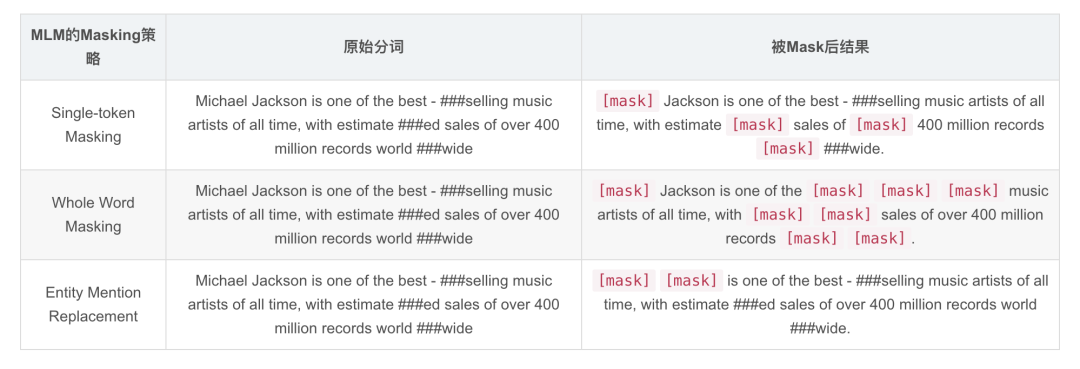 MLM的Masking策
略
原始分词
被Mask后结果
Single-token
Masking
Michael Jackson is one of the best - ###selling music
artists of all time, with estimate ###ed sales of over 400
million records world ###wide
[mask] Jackson is one of the best - ###selling music artists of all
time, with estimate [mask] sales of [mask] 400 million records
[mask] ###wide.
Whole Word
Masking
Michael Jackson is one of the best - ###selling music
artists of all time, with estimate ###ed sales of over 400
million records world ###wide
[mask] Jackson is one of the [mask] [mask] [mask] music
artists of all time, with [mask] [mask] sales of over 400 million
records [mask] [mask] .
Entity Mention
Replacement
Michael Jackson is one of the best - ###selling music
artists of all time, with estimate ###ed sales of over 400
million records world ###wide
[mask] [mask] is one of the best - ###selling music artists of all
time, with estimate ###ed sales of over 400 million records world
###wide.